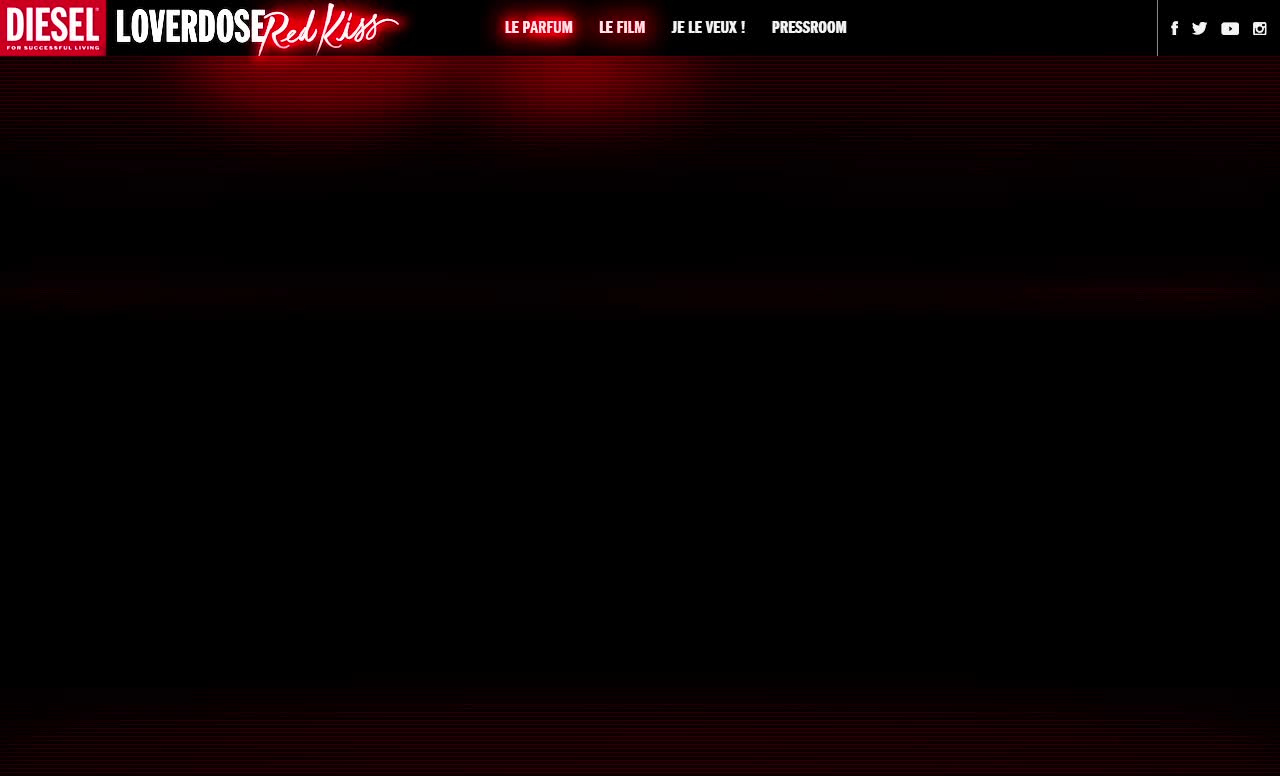 DIESEL®
FOR SUCCESSFUL LIVING
LOVERDOSE Red Kiss
LE PARFUM LE FILM JE LE VEUX ! PRESSROOM